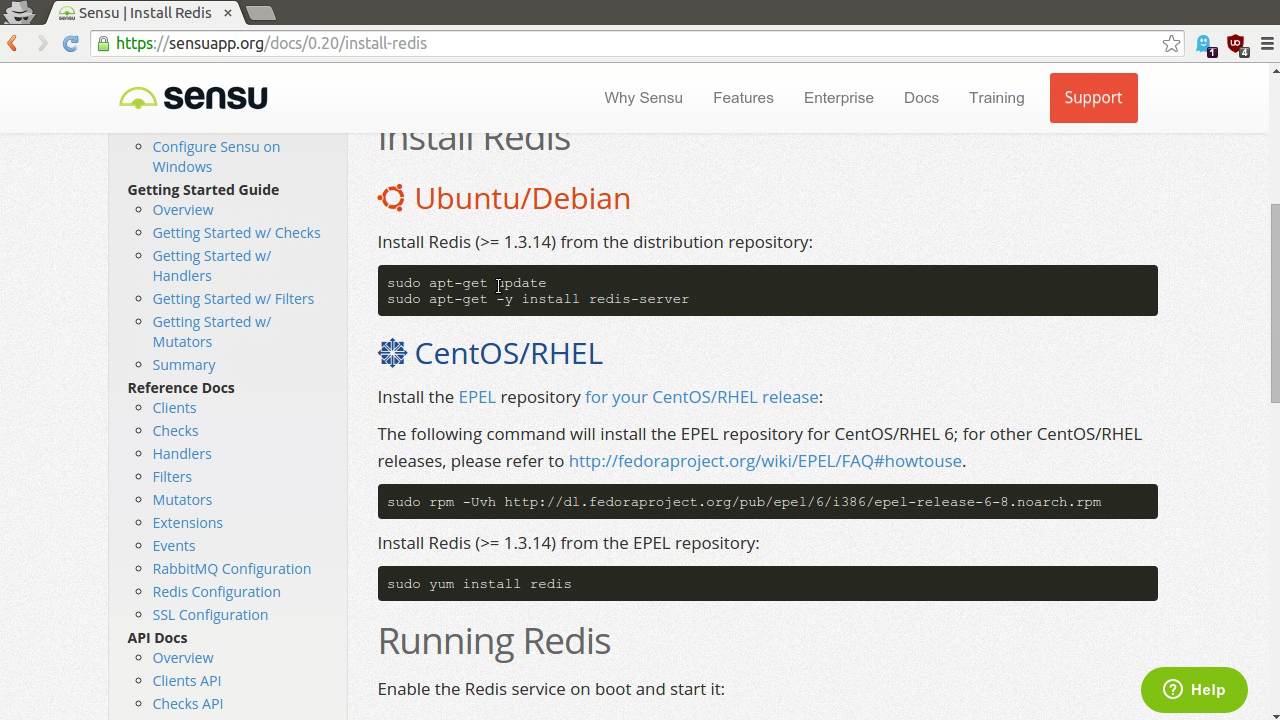 Sensu | Install Redis
https://sensuapp.org/docs/0.20/install-redis
1
4
sensu
Why Sensu
Features
Enterprise
Docs
Training
Support
Configure Sensu on
Windows
Getting Started Guide
Overview
Getting Started w/ Checks
Getting Started w/
Handlers
Getting Started w/ Filters
Getting Started w/
Mutators
Summary
Reference Docs
Clients
Checks
Handlers
Filters
Mutators
Extensions
Events
RabbitMQ Configuration
Redis Configuration
SSL Configuration
API Docs
Overview
Clients API
Checks API
Install Redis
Ubuntu/Debian
Install Redis (>= 1.3.14) from the distribution repository:
sudo apt-get update
sudo apt-get -y install redis-server
CentOS/RHEL
Install the EPEL repository for your CentOS/RHEL release:
The following command will install the EPEL repository for CentOS/RHEL 6; for other CentOS/RHEL
releases, please refer to http://fedoraproject.org/wiki/EPEL/FAQ#howtouse.
sudo rpm -Uvh http://dl.fedoraproject.org/pub/epel/6/i386/epel-release-6-8.noarch.rpm
Install Redis (>= 1.3.14) from the EPEL repository:
sudo yum install redis
Running Redis
Enable the Redis service on boot and start it:
Help